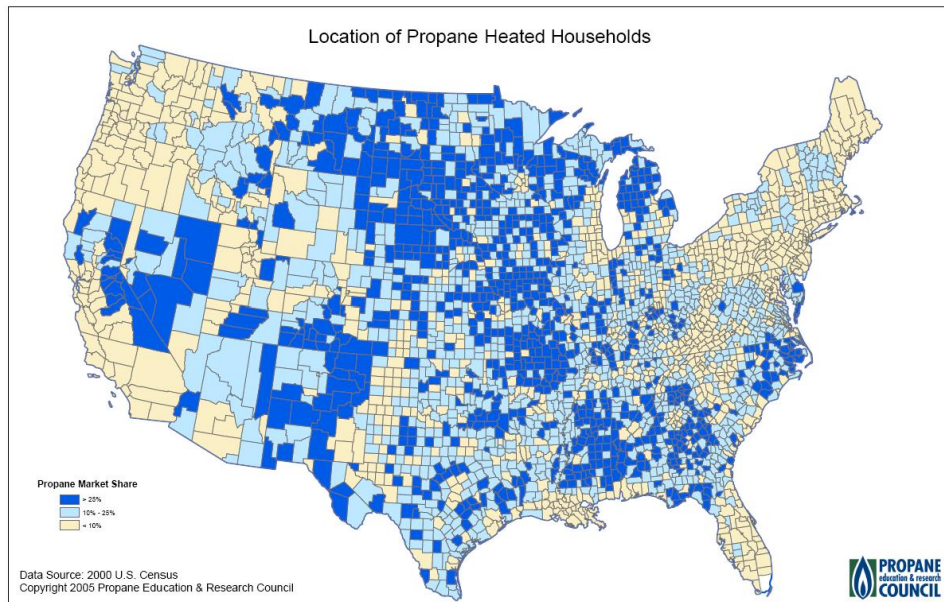 Location of Propane Heated Households
Propane Market Share
> 25%
10% - 25%
< 10%
Data Source: 2000 U.S. Census
Copyright 2005 Propane Education & Research Council
PROPANE
education & research
COUNCIL